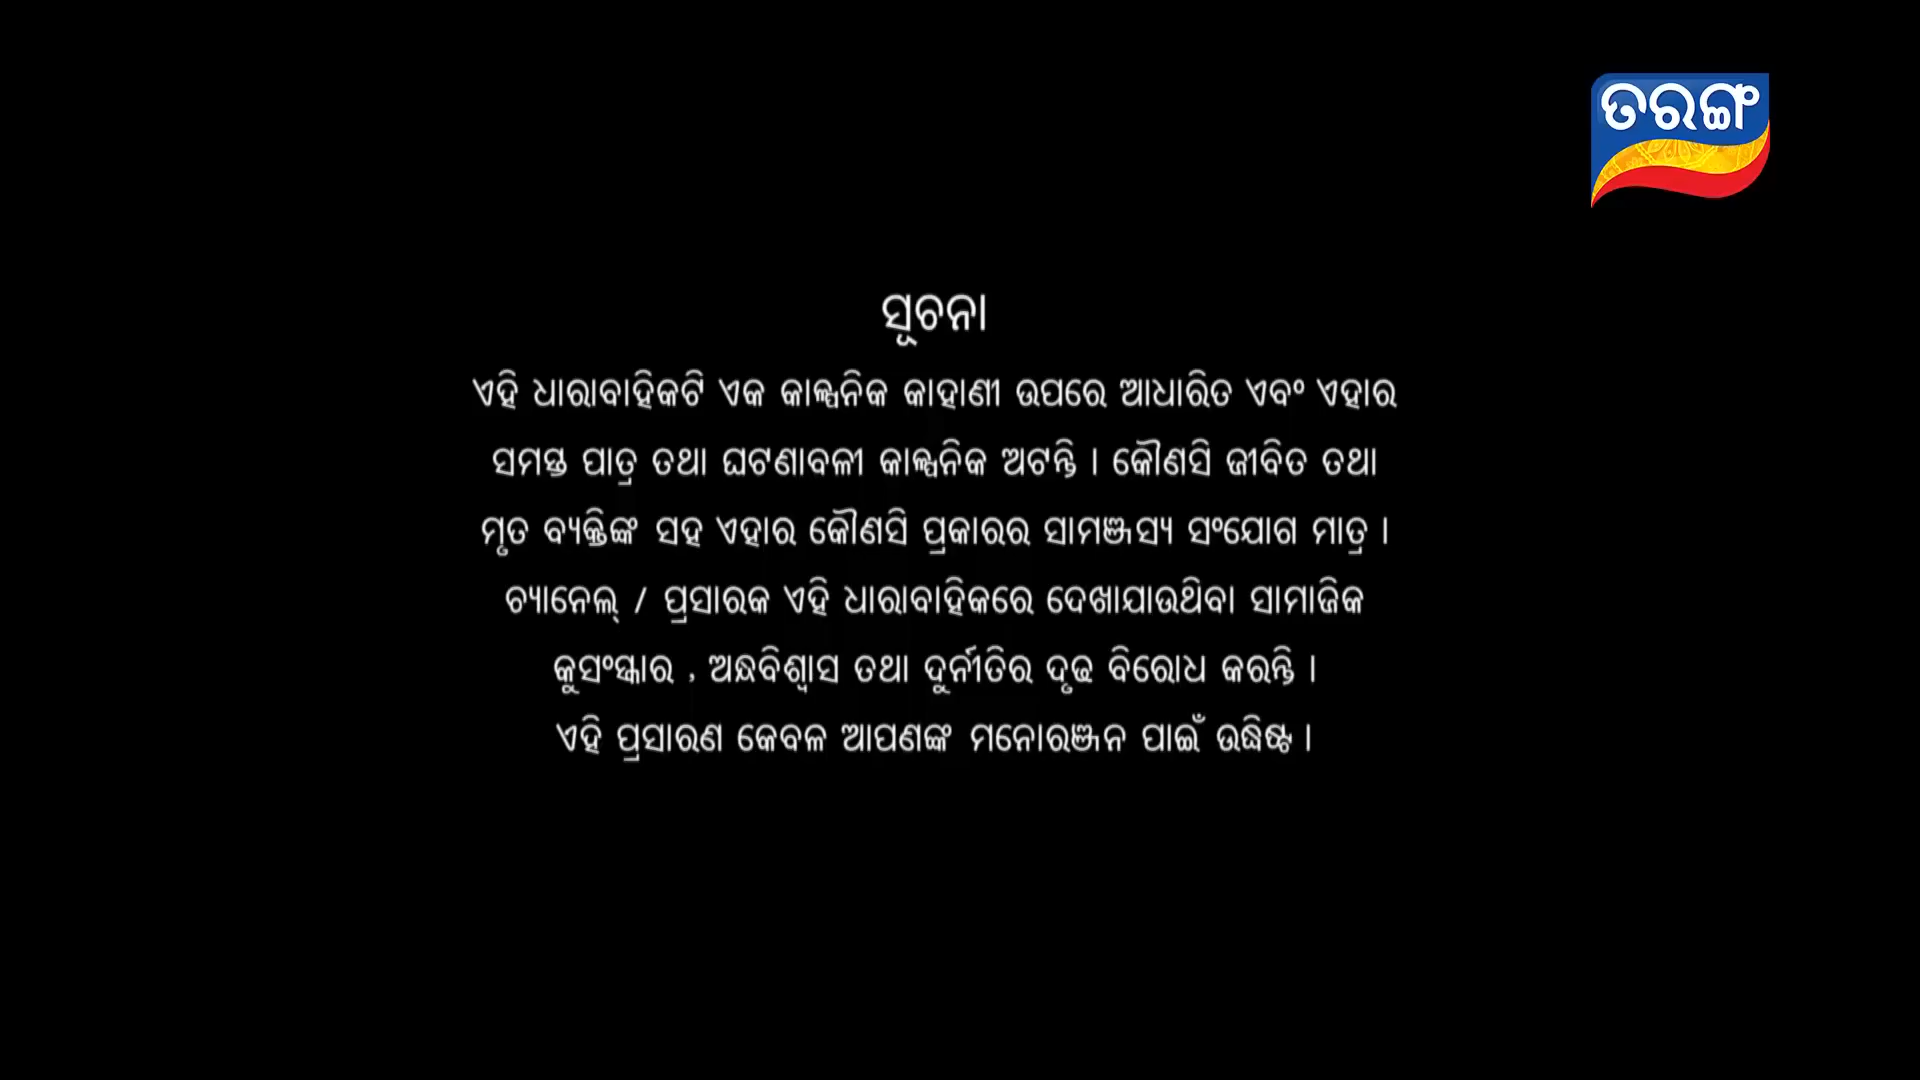 ତରଙ୍ଗ
ସୂଚନା
ଏହି ଧାରାବାହିକଟି ଏକ କାଳ୍ପନିକ କାହାଣୀ ଉପରେ ଆଧାରିତ ଏବଂ ଏହାର
ସମସ୍ତ ପାତ୍ର ତଥା ଘଟଣାବଳୀ କାଳ୍ପନିକ ଅଟନ୍ତି । କୌଣସି ଜୀବିତ ତଥା
ମୃତ ବ୍ୟକ୍ତିଙ୍କ ସହ ଏହାର କୌଣସି ପ୍ରକାରର ସାମଞ୍ଜସ୍ୟ ସଂଯୋଗ ମାତ୍ର ।
ଚ୍ୟାନେଲ୍ / ପ୍ରସାରକ ଏହି ଧାରାବାହିକରେ ଦେଖାଯାଉଥିବା ସାମାଜିକ
କୁସଂସ୍କାର , ଅନ୍ଧବିଶ୍ୱାସ ତଥା ଦୁର୍ନୀତିର ଦୃଢ ବିରୋଧ କରନ୍ତି ।
ଏହି ପ୍ରସାରଣ କେବଳ ଆପଣଙ୍କ ମନୋରଞ୍ଜନ ପାଇଁ ଉଦ୍ଧିଷ୍ଟ ।